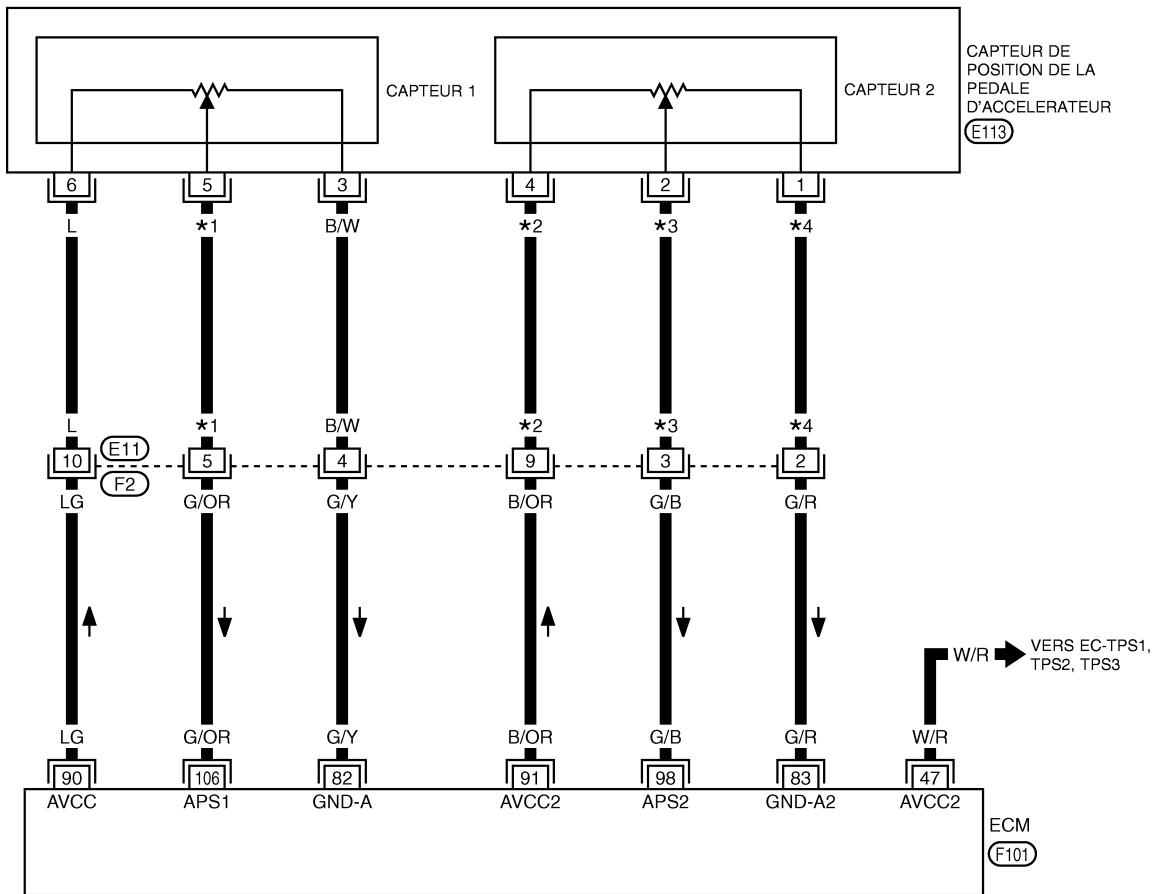 CAPTEUR 1
CAPTEUR 2
CAPTEUR DE
POSITION DE LA
PEDALE
D'ACCELERATEUR
E113
6 5 3 4 2 1
L *1 B/W *2 *3 *4
L *1 B/W *2 *3 *4
E11
10 5 4 9 3 2
F2
LG G/OR G/Y B/OR G/B G/R
W/R
VERS EC-TPS1,
TPS2, TPS3
LG G/OR G/Y B/OR G/B G/R W/R
90 106 82 91 98 83 47
AVCC APS1 GND-A AVCC2 APS2 GND-A2 AVCC2
ECM
F101